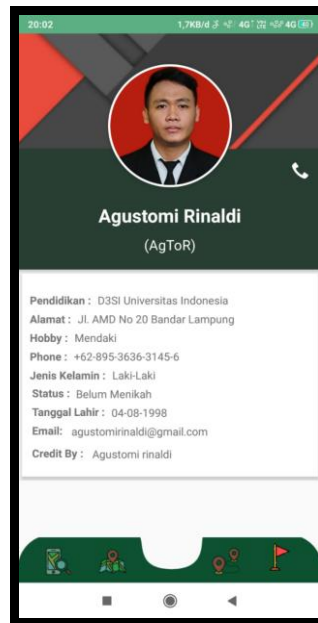 20:02 1,7KB/d 4G 4G
Agustomi Rinaldi
(AgToR)
Pendidikan : D3SI Universitas Indonesia
Alamat : Jl. AMD No 20 Bandar Lampung
Hobby : Mendaki
Phone : +62-895-3636-3145-6
Jenis Kelamin : Laki-Laki
Status : Belum Menikah
Tanggal Lahir : 04-08-1998
Email: agustomirinaldi@gmail.com
Credit By : Agustomi rinaldi